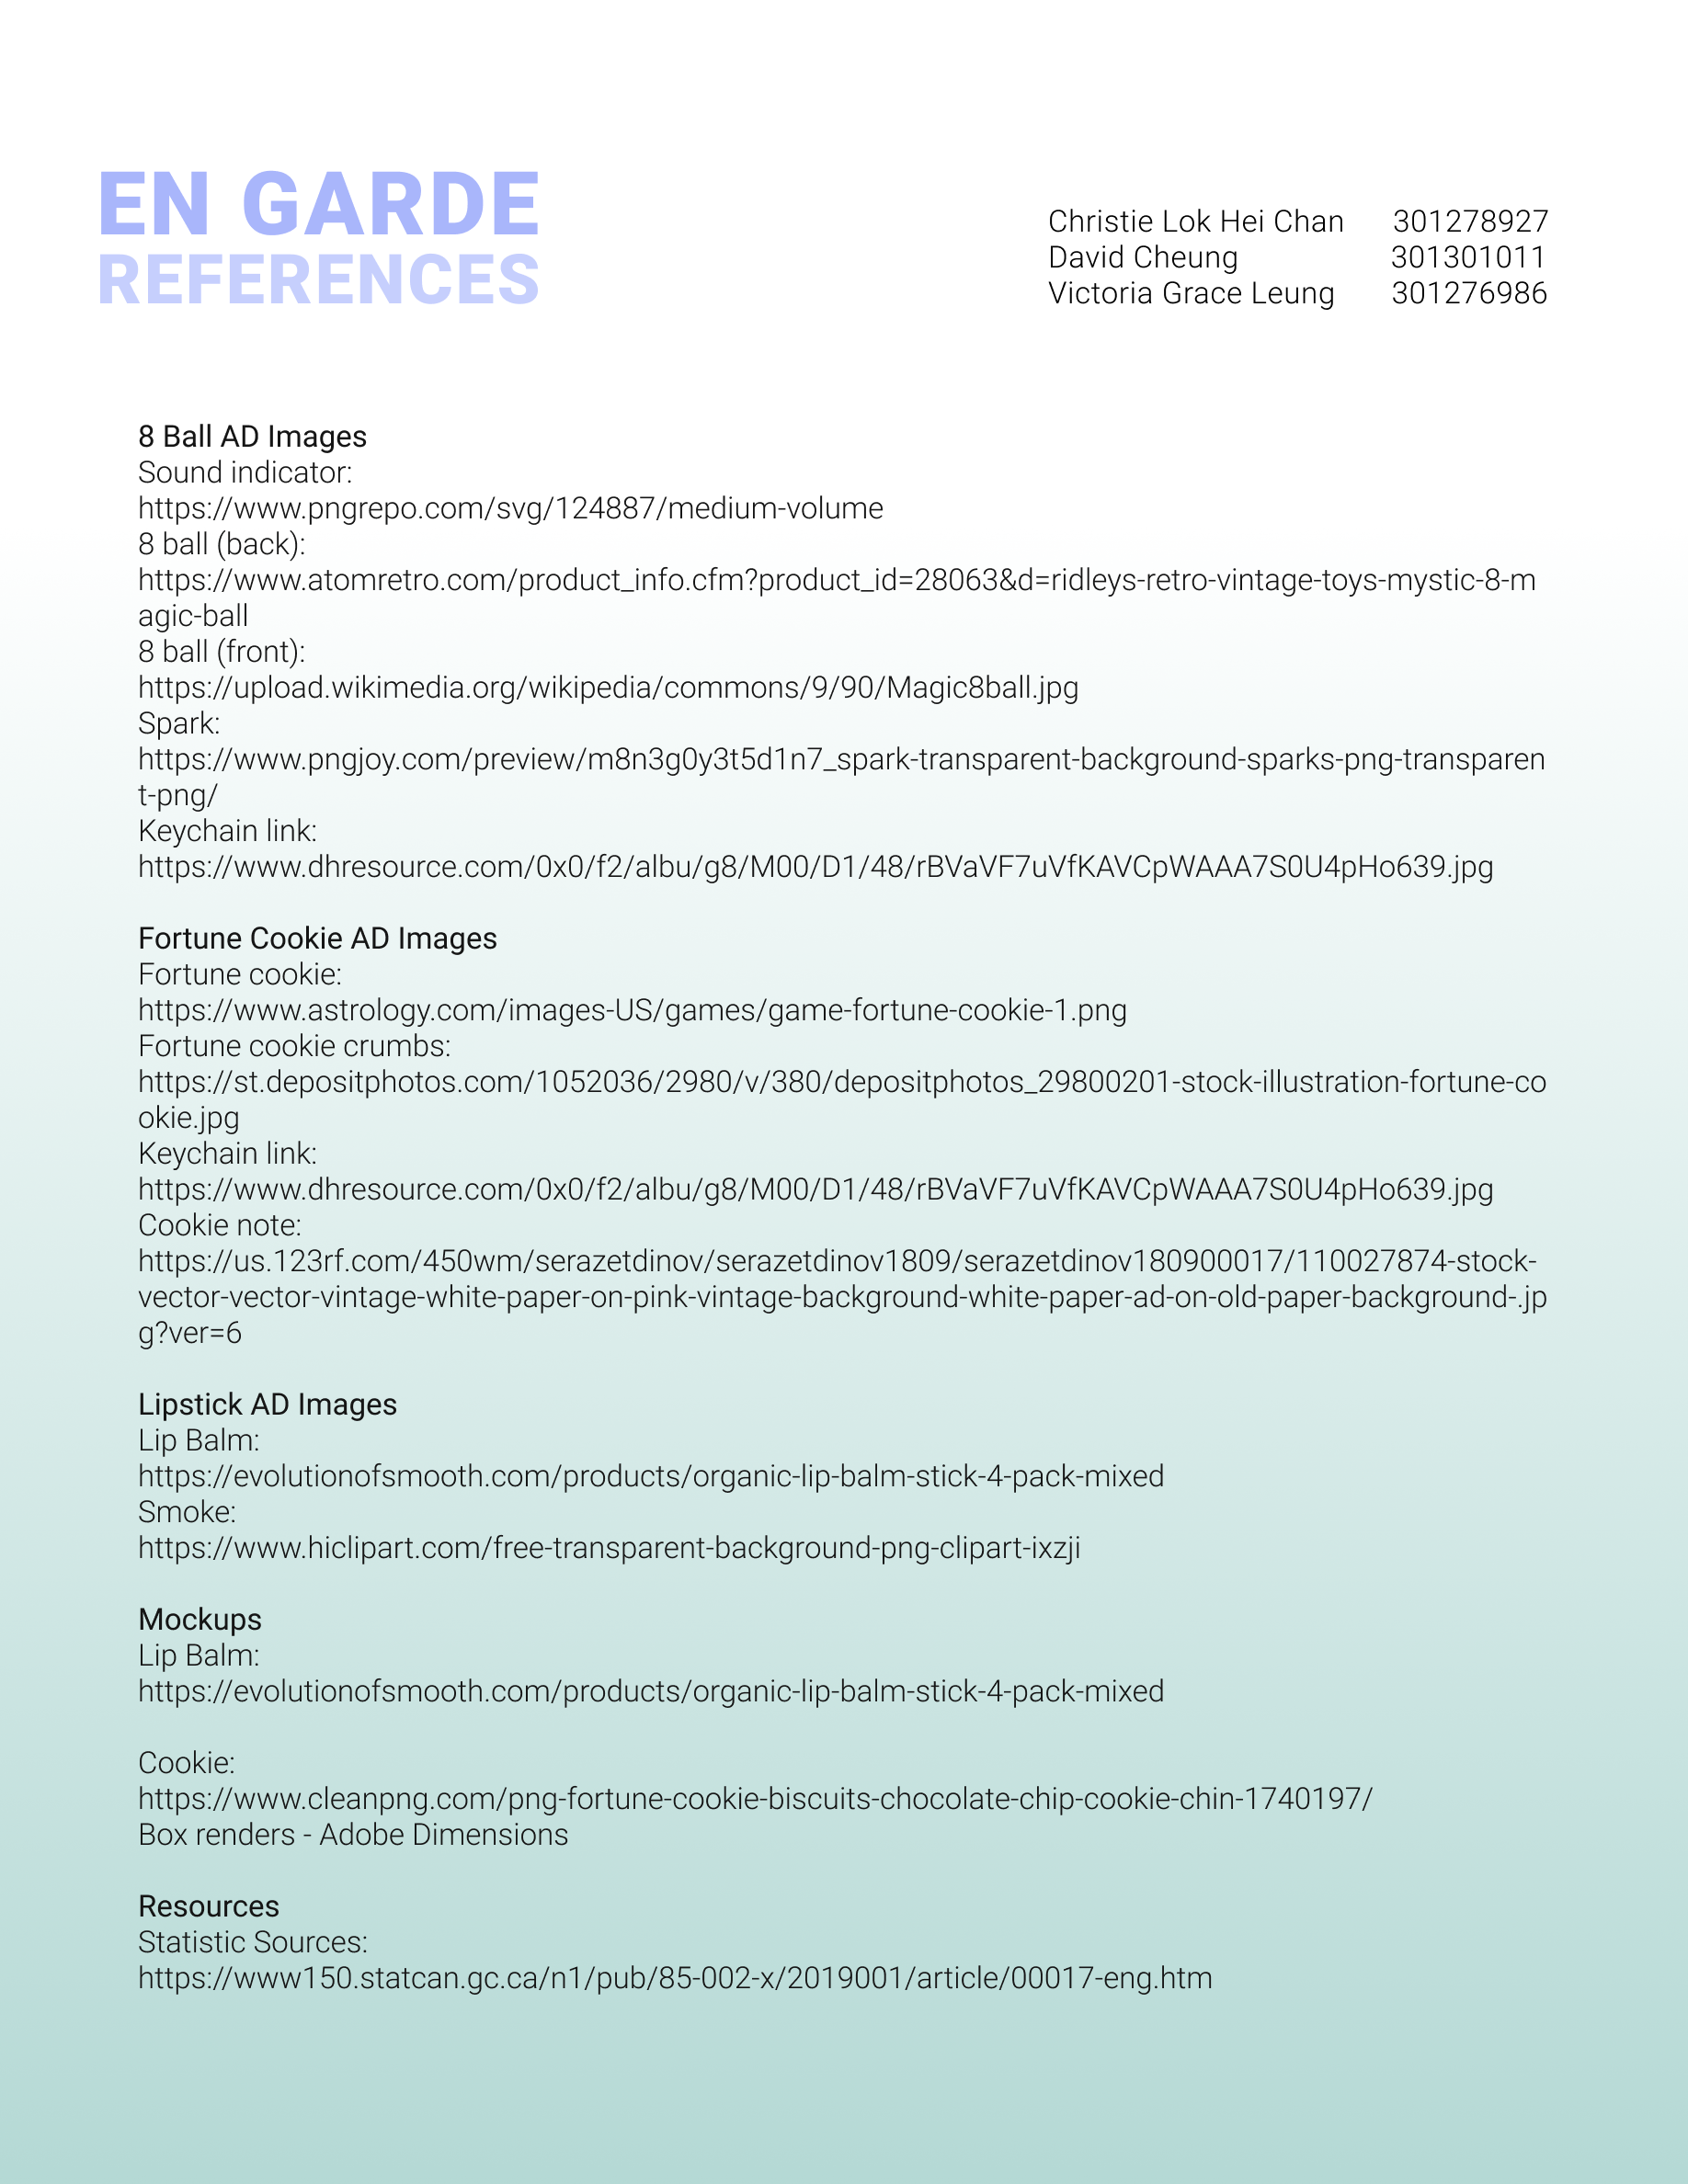 EN GARDE
REFERENCES
Christie Lok Hei Chan 301278927
David Cheung 301301011
Victoria Grace Leung 301276986
8 Ball AD Images
Sound indicator:
https://www.pngrepo.com/svg/124887/medium-volume
8 ball (back):
https://www.atomretro.com/product_info.cfm?product_id=28063&d=ridleys-retro-vintage-toys-mystic-8-m
agic-ball
8 ball (front):
https://upload.wikimedia.org/wikipedia/commons/9/90/Magic8ball.jpg
Spark:
https://www.pngjoy.com/preview/m8n3g0y3t5d1n7_spark-transparent-background-sparks-png-transparen
t-png/
Keychain link:
https://www.dhresource.com/0x0/f2/albu/g8/M00/D1/48/rBVaVF7uVfKAVCpWAAA7S0U4pHo639.jpg
Fortune Cookie AD Images
Fortune cookie:
https://www.astrology.com/images-US/games/game-fortune-cookie-1.png
Fortune cookie crumbs:
https://st.depositphotos.com/1052036/2980/v/380/depositphotos_29800201-stock-illustration-fortune-co
okie.jpg
Keychain link:
https://www.dhresource.com/0x0/f2/albu/g8/M00/D1/48/rBVaVF7uVfKAVCpWAAA7S0U4pHo639.jpg
Cookie note:
https://us.123rf.com/450wm/serazetdinov/serazetdinov1809/serazetdinov180900017/110027874-stock-
vector-vector-vintage-white-paper-on-pink-vintage-background-white-paper-ad-on-old-paper-background-.jp
g?ver=6
Lipstick AD Images
Lip Balm:
https://evolutionofsmooth.com/products/organic-lip-balm-stick-4-pack-mixed
Smoke:
https://www.hiclipart.com/free-transparent-background-png-clipart-ixzji
Mockups
Lip Balm:
https://evolutionofsmooth.com/products/organic-lip-balm-stick-4-pack-mixed
Cookie:
https://www.cleanpng.com/png-fortune-cookie-biscuits-chocolate-chip-cookie-chin-1740197/
Box renders - Adobe Dimensions
Resources
Statistic Sources:
https://www150.statcan.gc.ca/n1/pub/85-002-x/2019001/article/00017-eng.htm